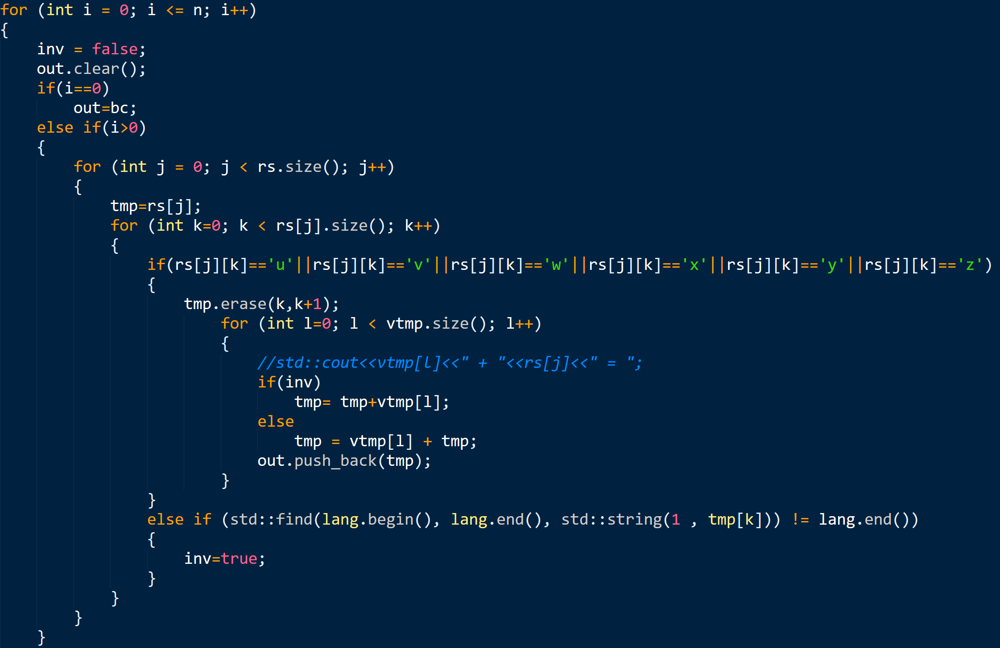 for (int i = 0; i <= n; i++)
{
    inv = false;
    out.clear();
    if(i==0)
        out=bc;
    else if(i>0)
    {
        for (int j = 0; j < rs.size(); j++)
        {
            tmp=rs[j];
            for (int k=0; k < rs[j].size(); k++)
            {
                if(rs[j][k]=='u'||rs[j][k]=='v'||rs[j][k]=='w'||rs[j][k]=='x'||rs[j][k]=='y'||rs[j][k]=='z')
                {
                    tmp.erase(k,k+1);
                        for (int l=0; l < vtmp.size(); l++)
                        {
                            //std::cout<<vtmp[l]<<" + "<<rs[j]<<" = ";
                            if(inv)
                                tmp= tmp+vtmp[l];
                            else
                                tmp = vtmp[l] + tmp;
                            out.push_back(tmp);
                        }
                }
                else if (std::find(lang.begin(), lang.end(), std::string(1 , tmp[k])) != lang.end())
                {
                    inv=true;
                }
            }
        }
    }